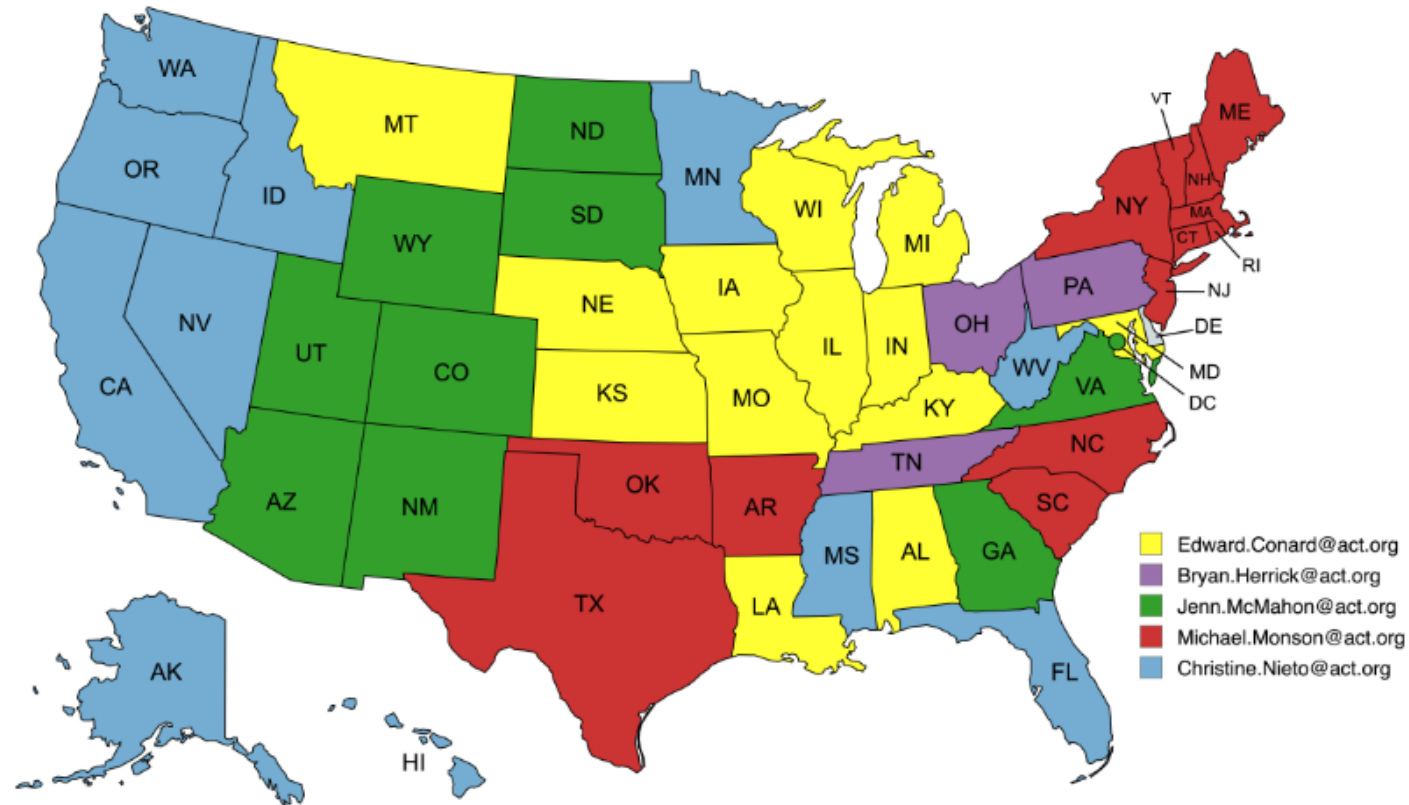 WA
MT
ND
MN
VT
ME
OR
ID
SD
WI
MI
NY
NH
MA
CT
RI
WY
NE
IA
PA
NJ
NV
UT
CO
IL
IN
OH
DE
CA
KS
MO
WV
VA
MD
KY
DC
AZ
NM
OK
AR
TN
NC
SC
MS
AL
GA
TX
LA
FL
AK
HI
Edward.Conard@act.org
Bryan.Herrick@act.org
Jenn.McMahon@act.org
Michael.Monson@act.org
Christine.Nieto@act.org